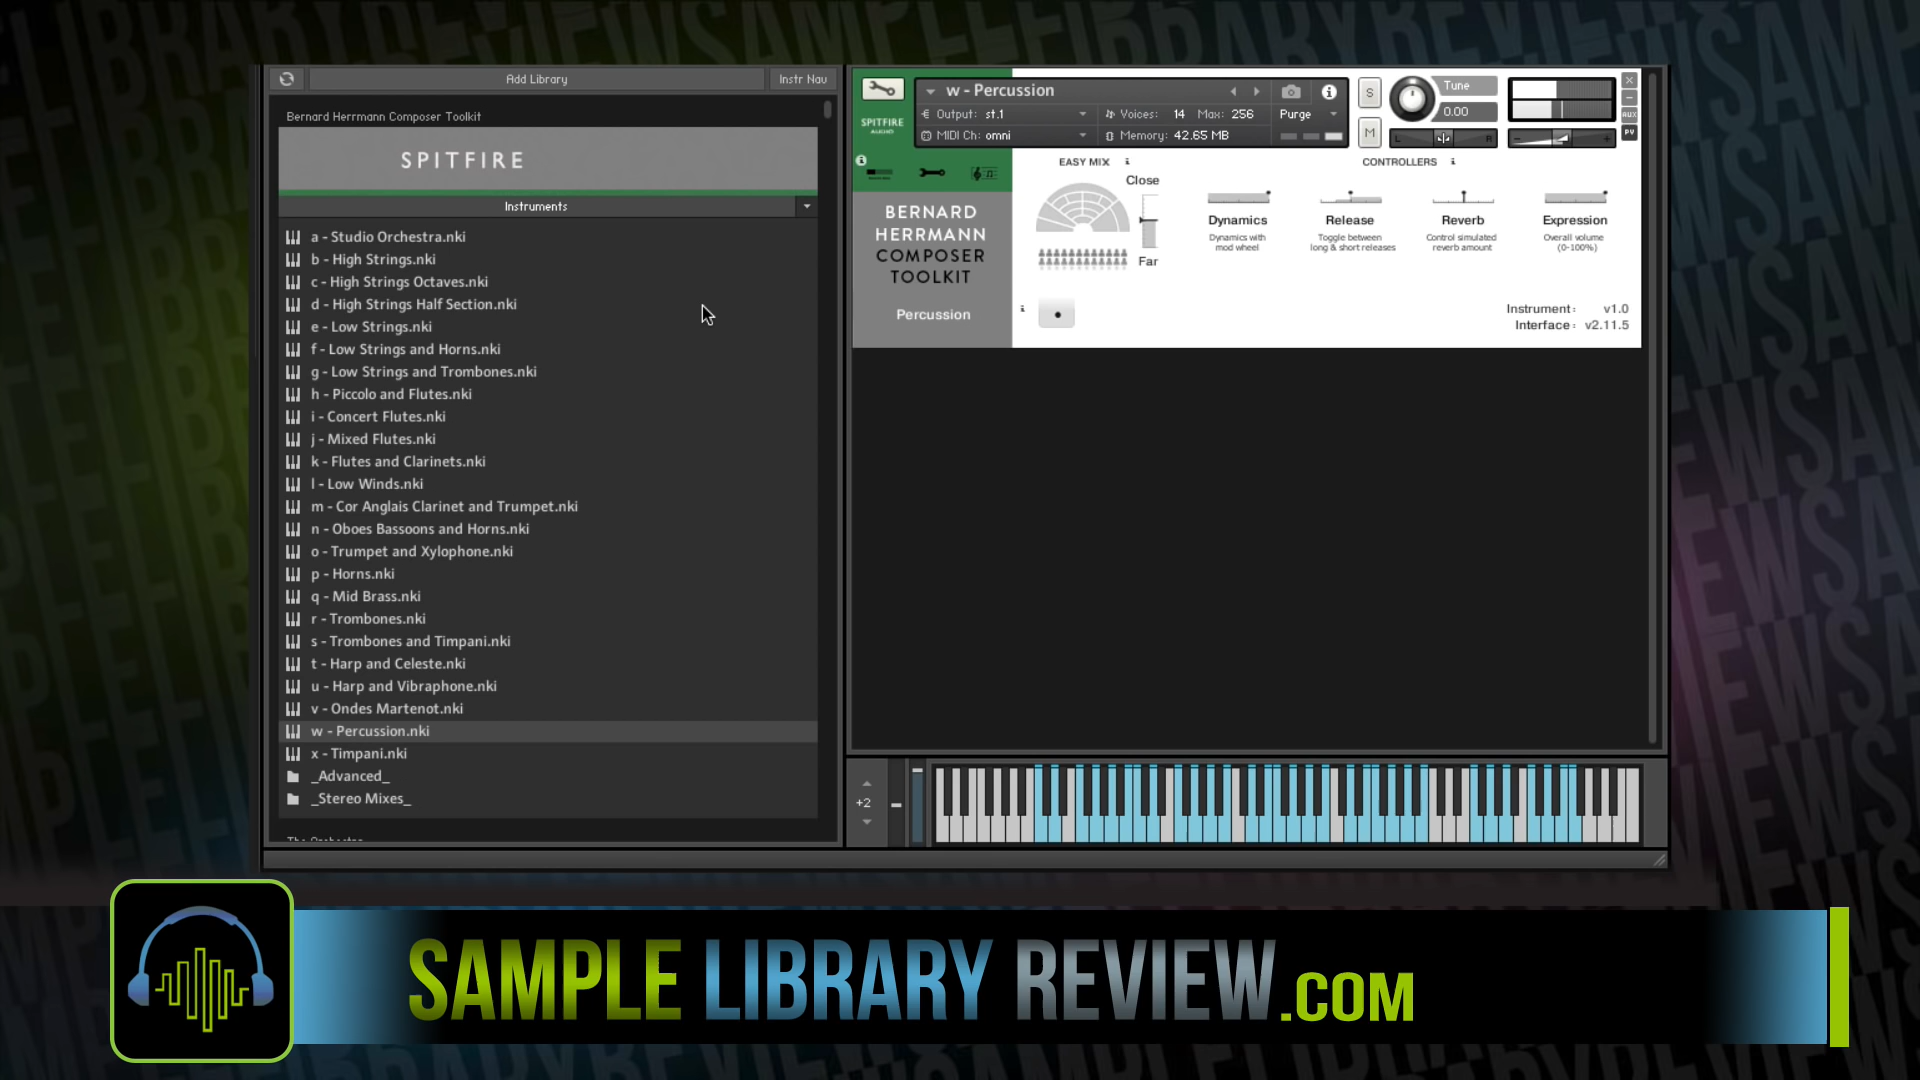 Add Library
Instr Nav
Bernard Herrmann Composer Toolkit
SPITFIRE
Instruments
a - Studio Orchestra.nki
b - High Strings.nki
c - High Strings Octaves.nki
d - High Strings Half Section.nki
e - Low Strings.nki
f - Low Strings and Horns.nki
g - Low Strings and Trombones.nki
h - Piccolo and Flutes.nki
i - Concert Flutes.nki
j - Mixed Flutes.nki
k - Flutes and Clarinets.nki
l - Low Winds.nki
m - Cor Anglais Clarinet and Trumpet.nki
n - Oboes Bassoons and Horns.nki
o - Trumpet and Xylophone.nki
p - Horns.nki
q - Mid Brass.nki
r - Trombones.nki
s - Trombones and Timpani.nki
t - Harp and Celeste.nki
u - Harp and Vibraphone.nki
v - Ondes Martenot.nki
w - Percussion.nki
x - Timpani.nki
_Advanced_
_Stereo Mixes_
SPITFIRE
AUDIO
w - Percussion
Output: st.1
Voices: 14 Max: 256
Purge
MIDI Ch: omni
Memory: 42.65 MB
S
M
Tune
0.00
L
R
AUX
PV
BERNARD
HERRMANN
COMPOSER
TOOLKIT
Percussion
EASY MIX
Close
Far
CONTROLLERS
Dynamics
Dynamics with
mod wheel
Release
Toggle between
long & short releases
Reverb
Control simulated
reverb amount
Expression
Overall volume
(0-100%)
Instrument: v1.0
Interface: v2.11.5
+2
SAMPLE LIBRARY REVIEW.COM